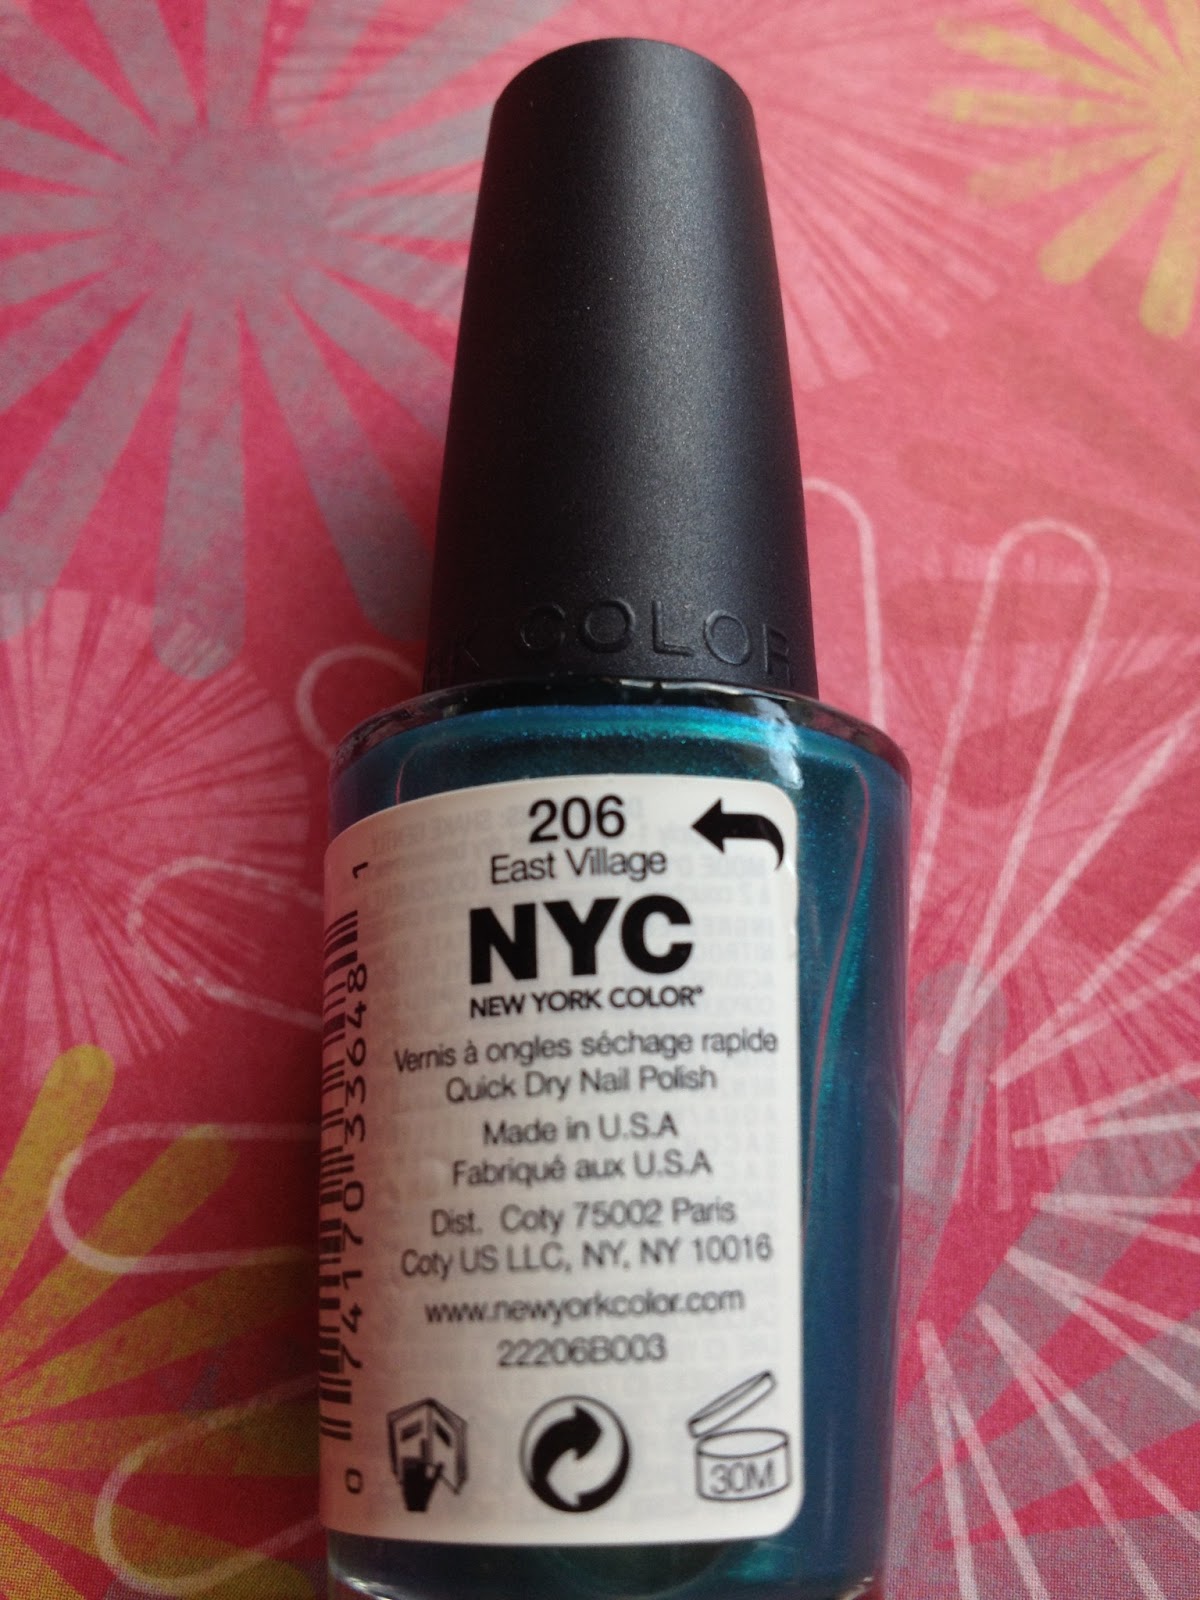 RK COLOR
206
East Village
NYC
NEW YORK COLOR®
Vernis à ongles séchage rapide
Quick Dry Nail Polish
Made in U.S.A
Fabriqué aux U.S.A
Dist. Coty 75002 Paris
Coty US LLC, NY, NY 10016
www.newyorkcolor.com
22206B003
30M
0 74170 33648 1